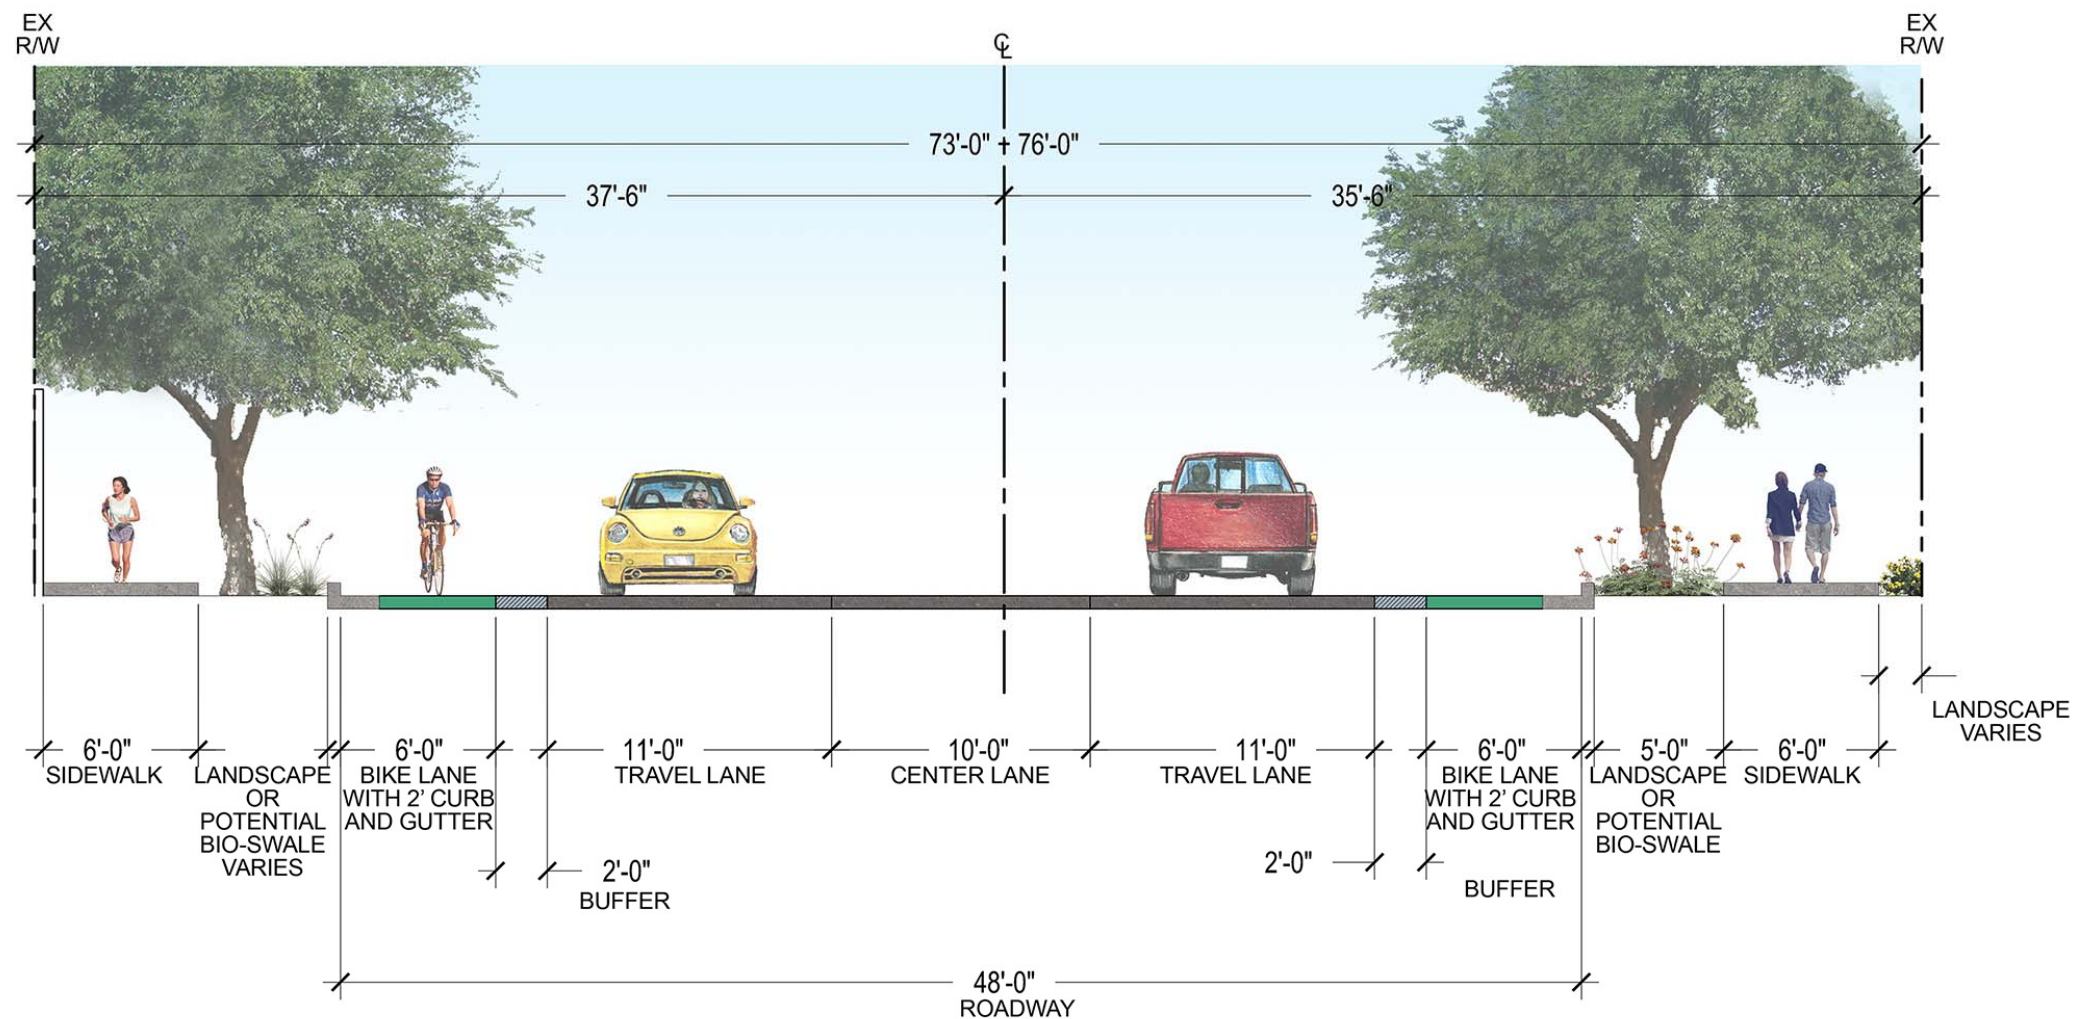 EX
R/W
℄
EX
R/W
73'-0" + 76'-0"
37'-6"
35'-6"
LANDSCAPE
VARIES
6'-0"
SIDEWALK
LANDSCAPE
OR
POTENTIAL
BIO-SWALE
VARIES
6'-0"
BIKE LANE
WITH 2' CURB
AND GUTTER
11'-0"
TRAVEL LANE
10'-0"
CENTER LANE
11'-0"
TRAVEL LANE
6'-0"
BIKE LANE
WITH 2' CURB
AND GUTTER
5'-0"
LANDSCAPE
OR
POTENTIAL
BIO-SWALE
6'-0"
SIDEWALK
2'-0"
BUFFER
2'-0"
BUFFER
48'-0"
ROADWAY